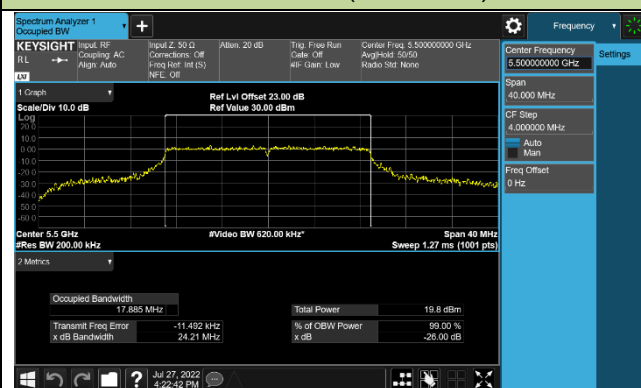 Spectrum Analyzer 1
Occupied BW
Frequency
KEYSIGHT
Input: RF
Coupling: AC
Align: Auto
Input Z: 50 Ω
Corrections: Off
Freq Ref: Int (S)
NFE: Off
Atten: 20 dB
Trig: Free Run
Gate: Off
#IF Gain: Low
Center Freq: 5.500000000 GHz
Avg|Hold: 50/50
Radio Std: None
RL
LXI
Center Frequency
5.500000000 GHz
Settings
Span
40.000 MHz
CF Step
4.000000 MHz
Auto
Man
Freq Offset
0 Hz
1 Graph
Scale/Div 10.0 dB
Ref Lvl Offset 23.00 dB
Ref Value 30.00 dBm
Log
20.0
10.0
0.00
-10.0
-20.0
-30.0
-40.0
-50.0
-60.0
Center 5.5 GHz
#Video BW 620.00 kHz*
Span 40 MHz
#Res BW 200.00 kHz
Sweep 1.27 ms (1001 pts)
2 Metrics
Occupied Bandwidth
17.885 MHz
Total Power
19.8 dBm
Transmit Freq Error
-11.492 kHz
% of OBW Power
99.00 %
x dB Bandwidth
24.21 MHz
x dB
-26.00 dB
?
Jul 27, 2022
4:22:42 PM